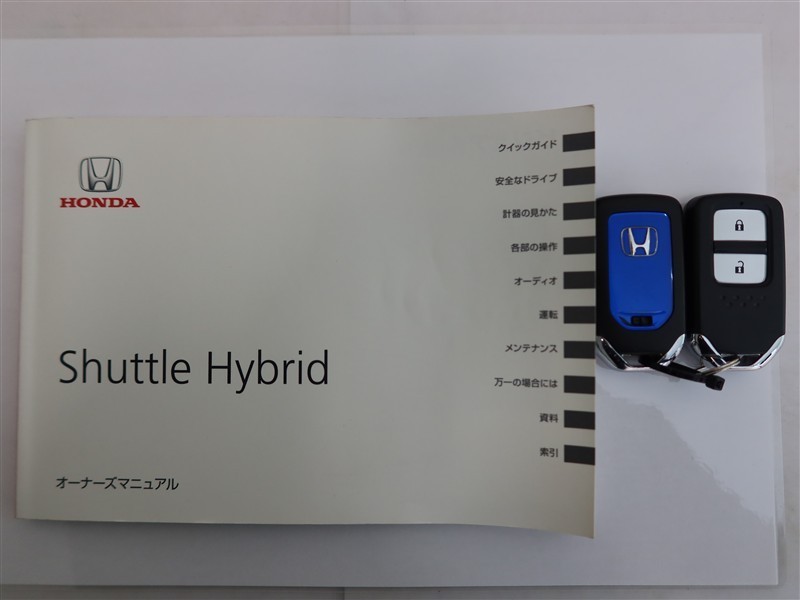 HONDA
Shuttle Hybrid
オーナーズマニュアル
クイックガイド
安全なドライブ
計器の見かた
各部の操作
オーディオ
運転
メンテナンス
万一の場合には
資料
索引